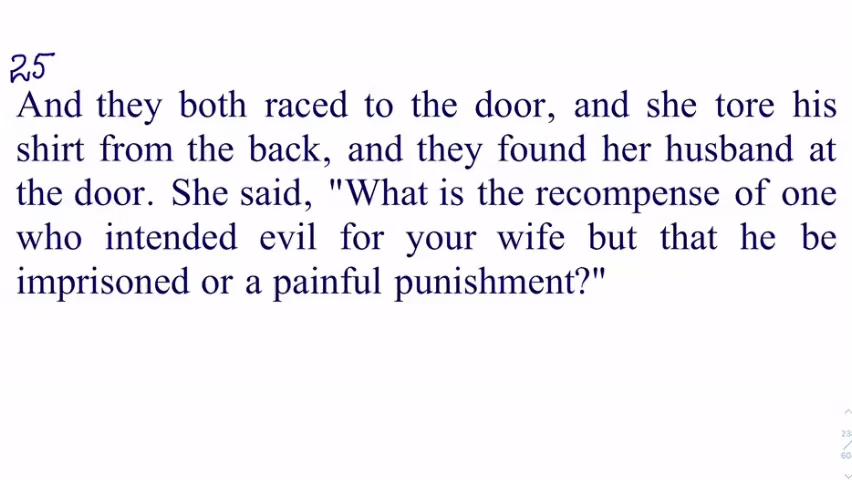 25
And they both raced to the door, and she tore his
shirt from the back, and they found her husband at
the door. She said, "What is the recompense of one
who intended evil for your wife but that he be
imprisoned or a painful punishment?"